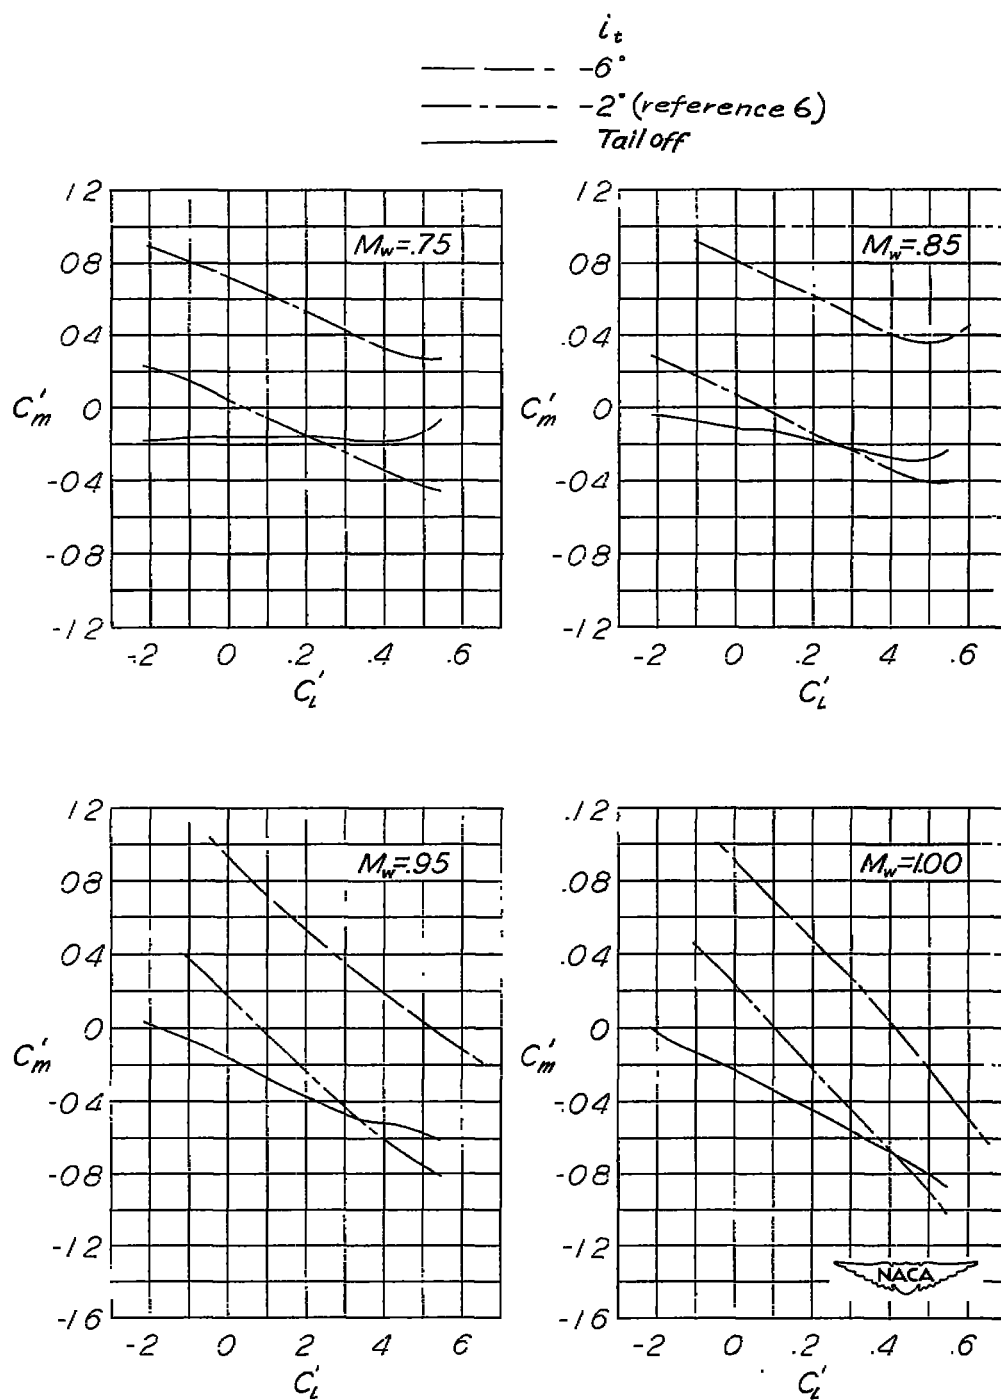 i_t
-6°
-2° (reference 6)
Tail off
12
08
04
0
-04
-08
-12
C'_m
M_w=.75
-.2 0 .2 .4 .6
C'_L
12
08
04
0
-04
-08
-12
C'_m
M_w=.85
-.2 0 .2 .4 .6
C'_L
12
08
04
0
-.04
-.08
-12
-16
C'_m
M_w=.95
-2 0 2 4 6
C'_L
.12
.08
.04
0
-.04
-.08
-12
-16
C'_m
M_w=1.00
NACA
-.2 0 .2 .4 .6
C'_L